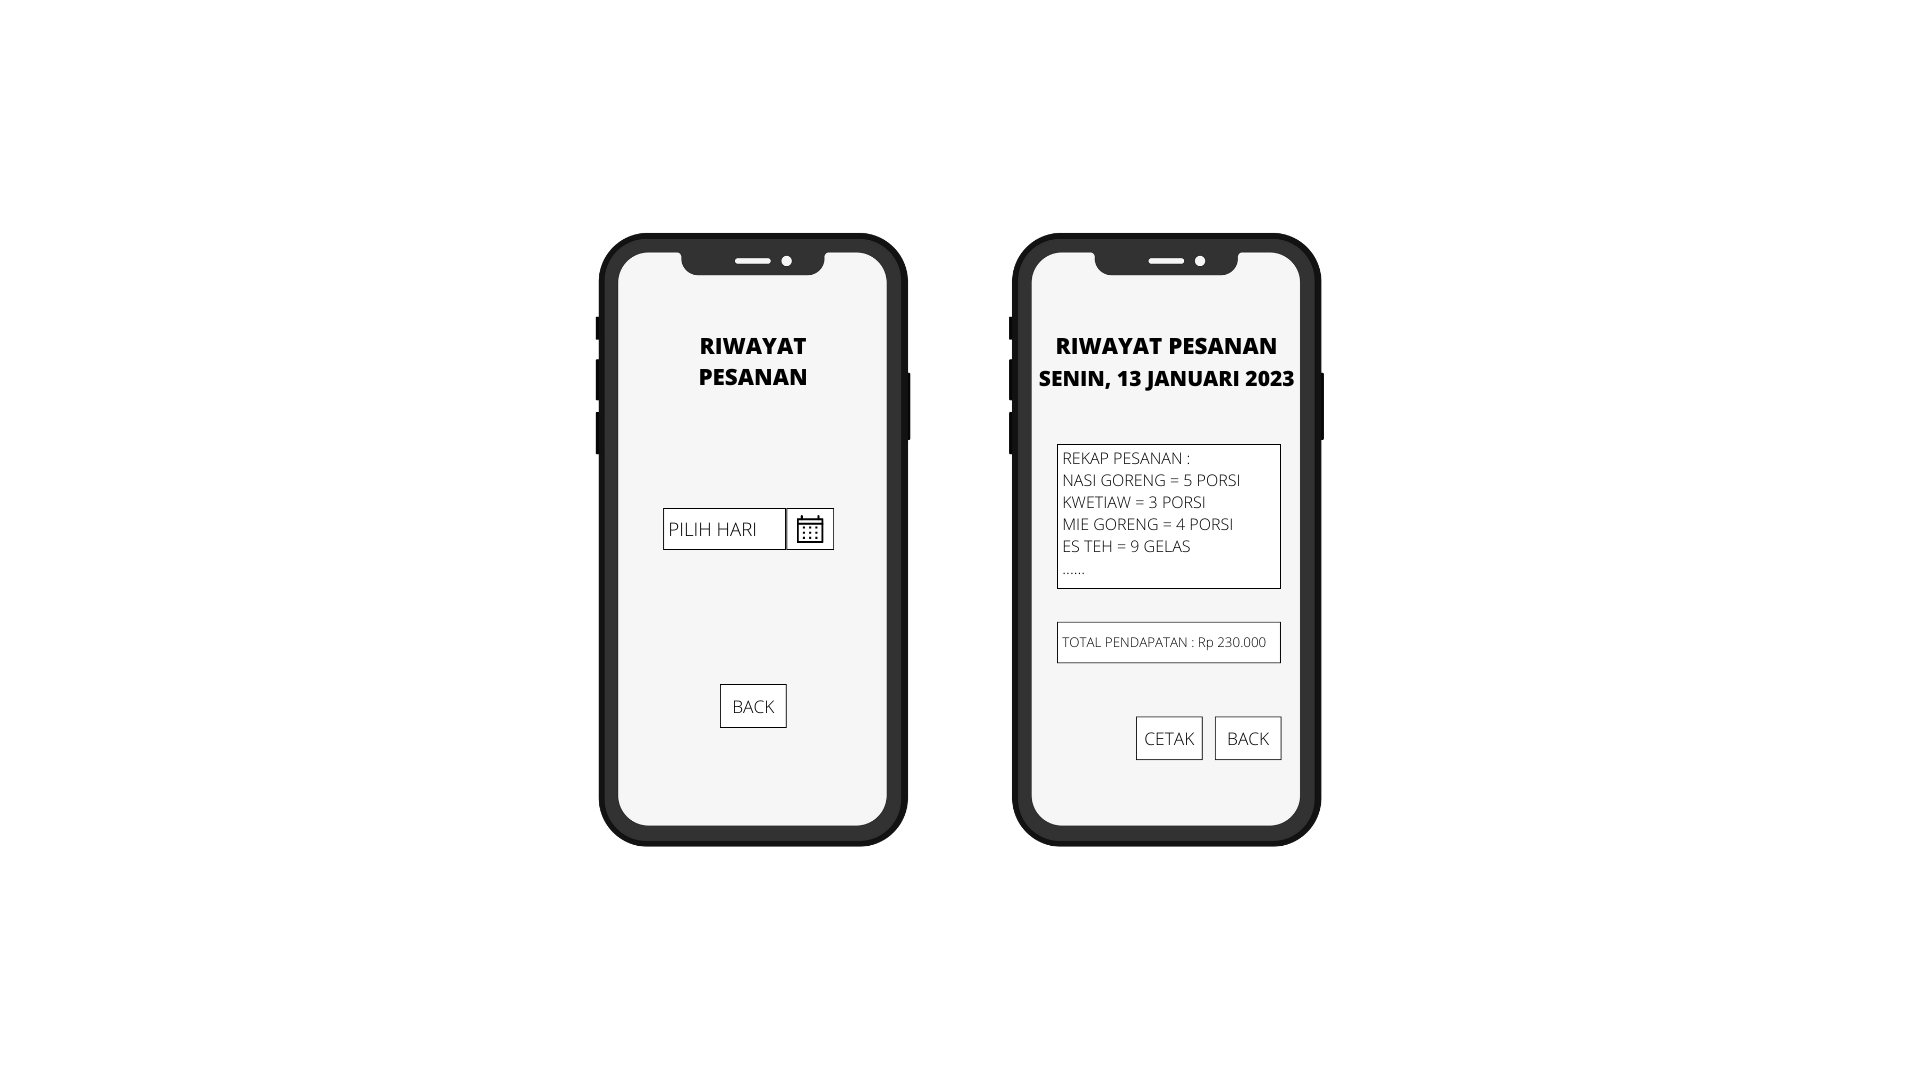 RIWAYAT
PESANAN
PILIH HARI
BACK
RIWAYAT PESANAN
SENIN, 13 JANUARI 2023
REKAP PESANAN :
NASI GORENG = 5 PORSI
KWETIAW = 3 PORSI
MIE GORENG = 4 PORSI
ES TEH = 9 GELAS
......
TOTAL PENDAPATAN : Rp 230.000
CETAK
BACK